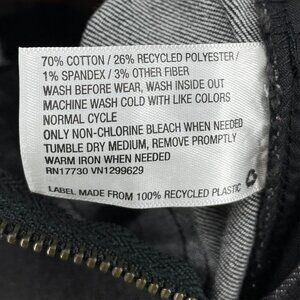 70% COTTON / 26% RECYCLED POLYESTER /
1% SPANDEX / 3% OTHER FIBER
WASH BEFORE WEAR, WASH INSIDE OUT
MACHINE WASH COLD WITH LIKE COLORS
NORMAL CYCLE
ONLY NON-CHLORINE BLEACH WHEN NEEDED
TUMBLE DRY MEDIUM, REMOVE PROMPTLY
WARM IRON WHEN NEEDED
RN17730 VN1299629
LABEL MADE FROM 100% RECYCLED PLASTIC